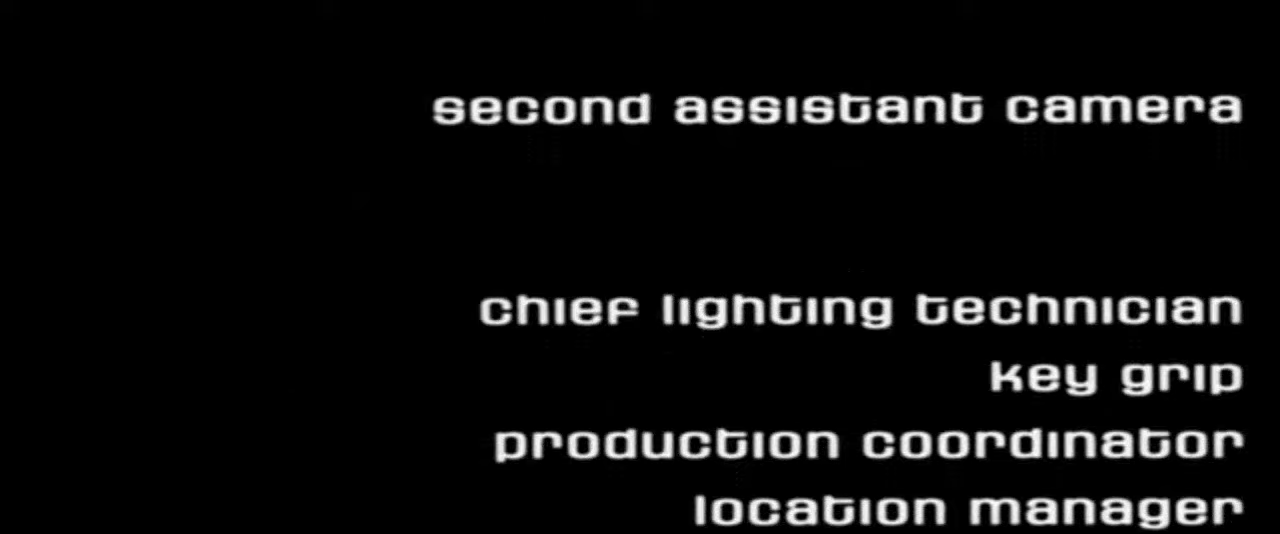 second assistant camera
chief lighting technician
key grip
production coordinator
location manager